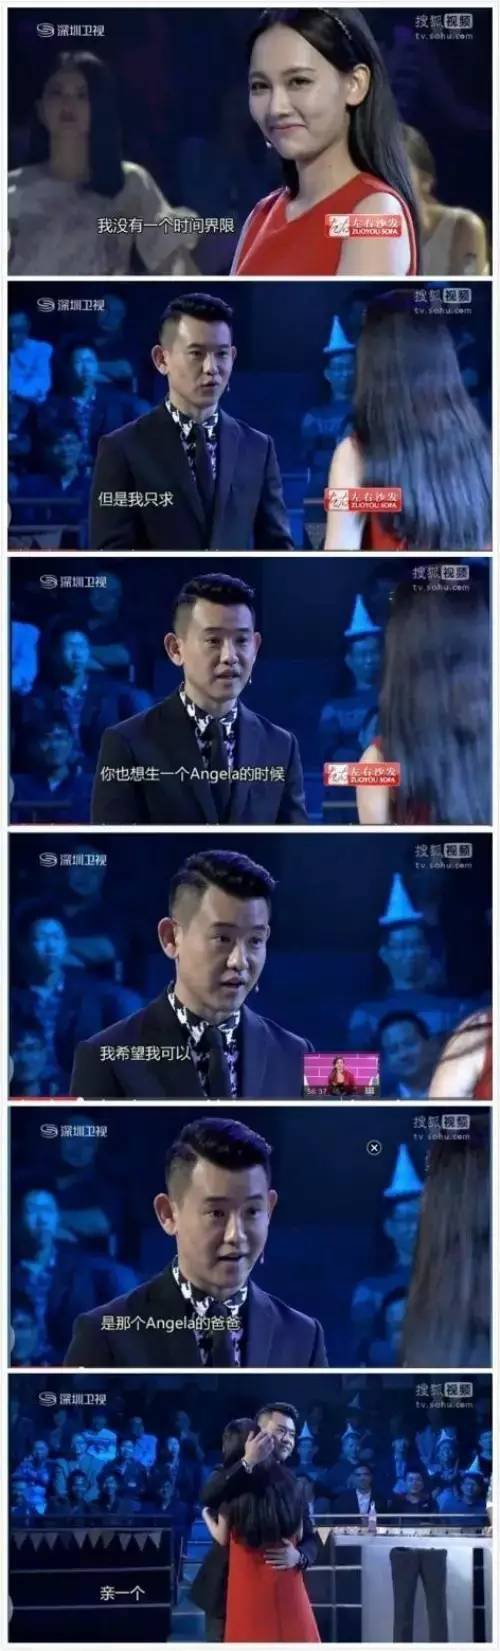 深圳卫视
搜狐视频
tv.sohu.com
我没有一个时间界限
左右沙发
ZUOYOU SOFA
深圳卫视
搜狐视频
tv.sohu.com
但是我只求
左右沙发
ZUOYOU SOFA
深圳卫视
搜狐视频
tv.sohu.com
你也想生一个Angela的时候
左右沙发
ZUOYOU SOFA
深圳卫视
搜狐视频
tv.sohu.com
我希望我可以
56:37
深圳卫视
搜狐视频
tv.sohu.com
是那个Angela的爸爸
深圳卫视
搜狐视频
tv.sohu.com
亲一个